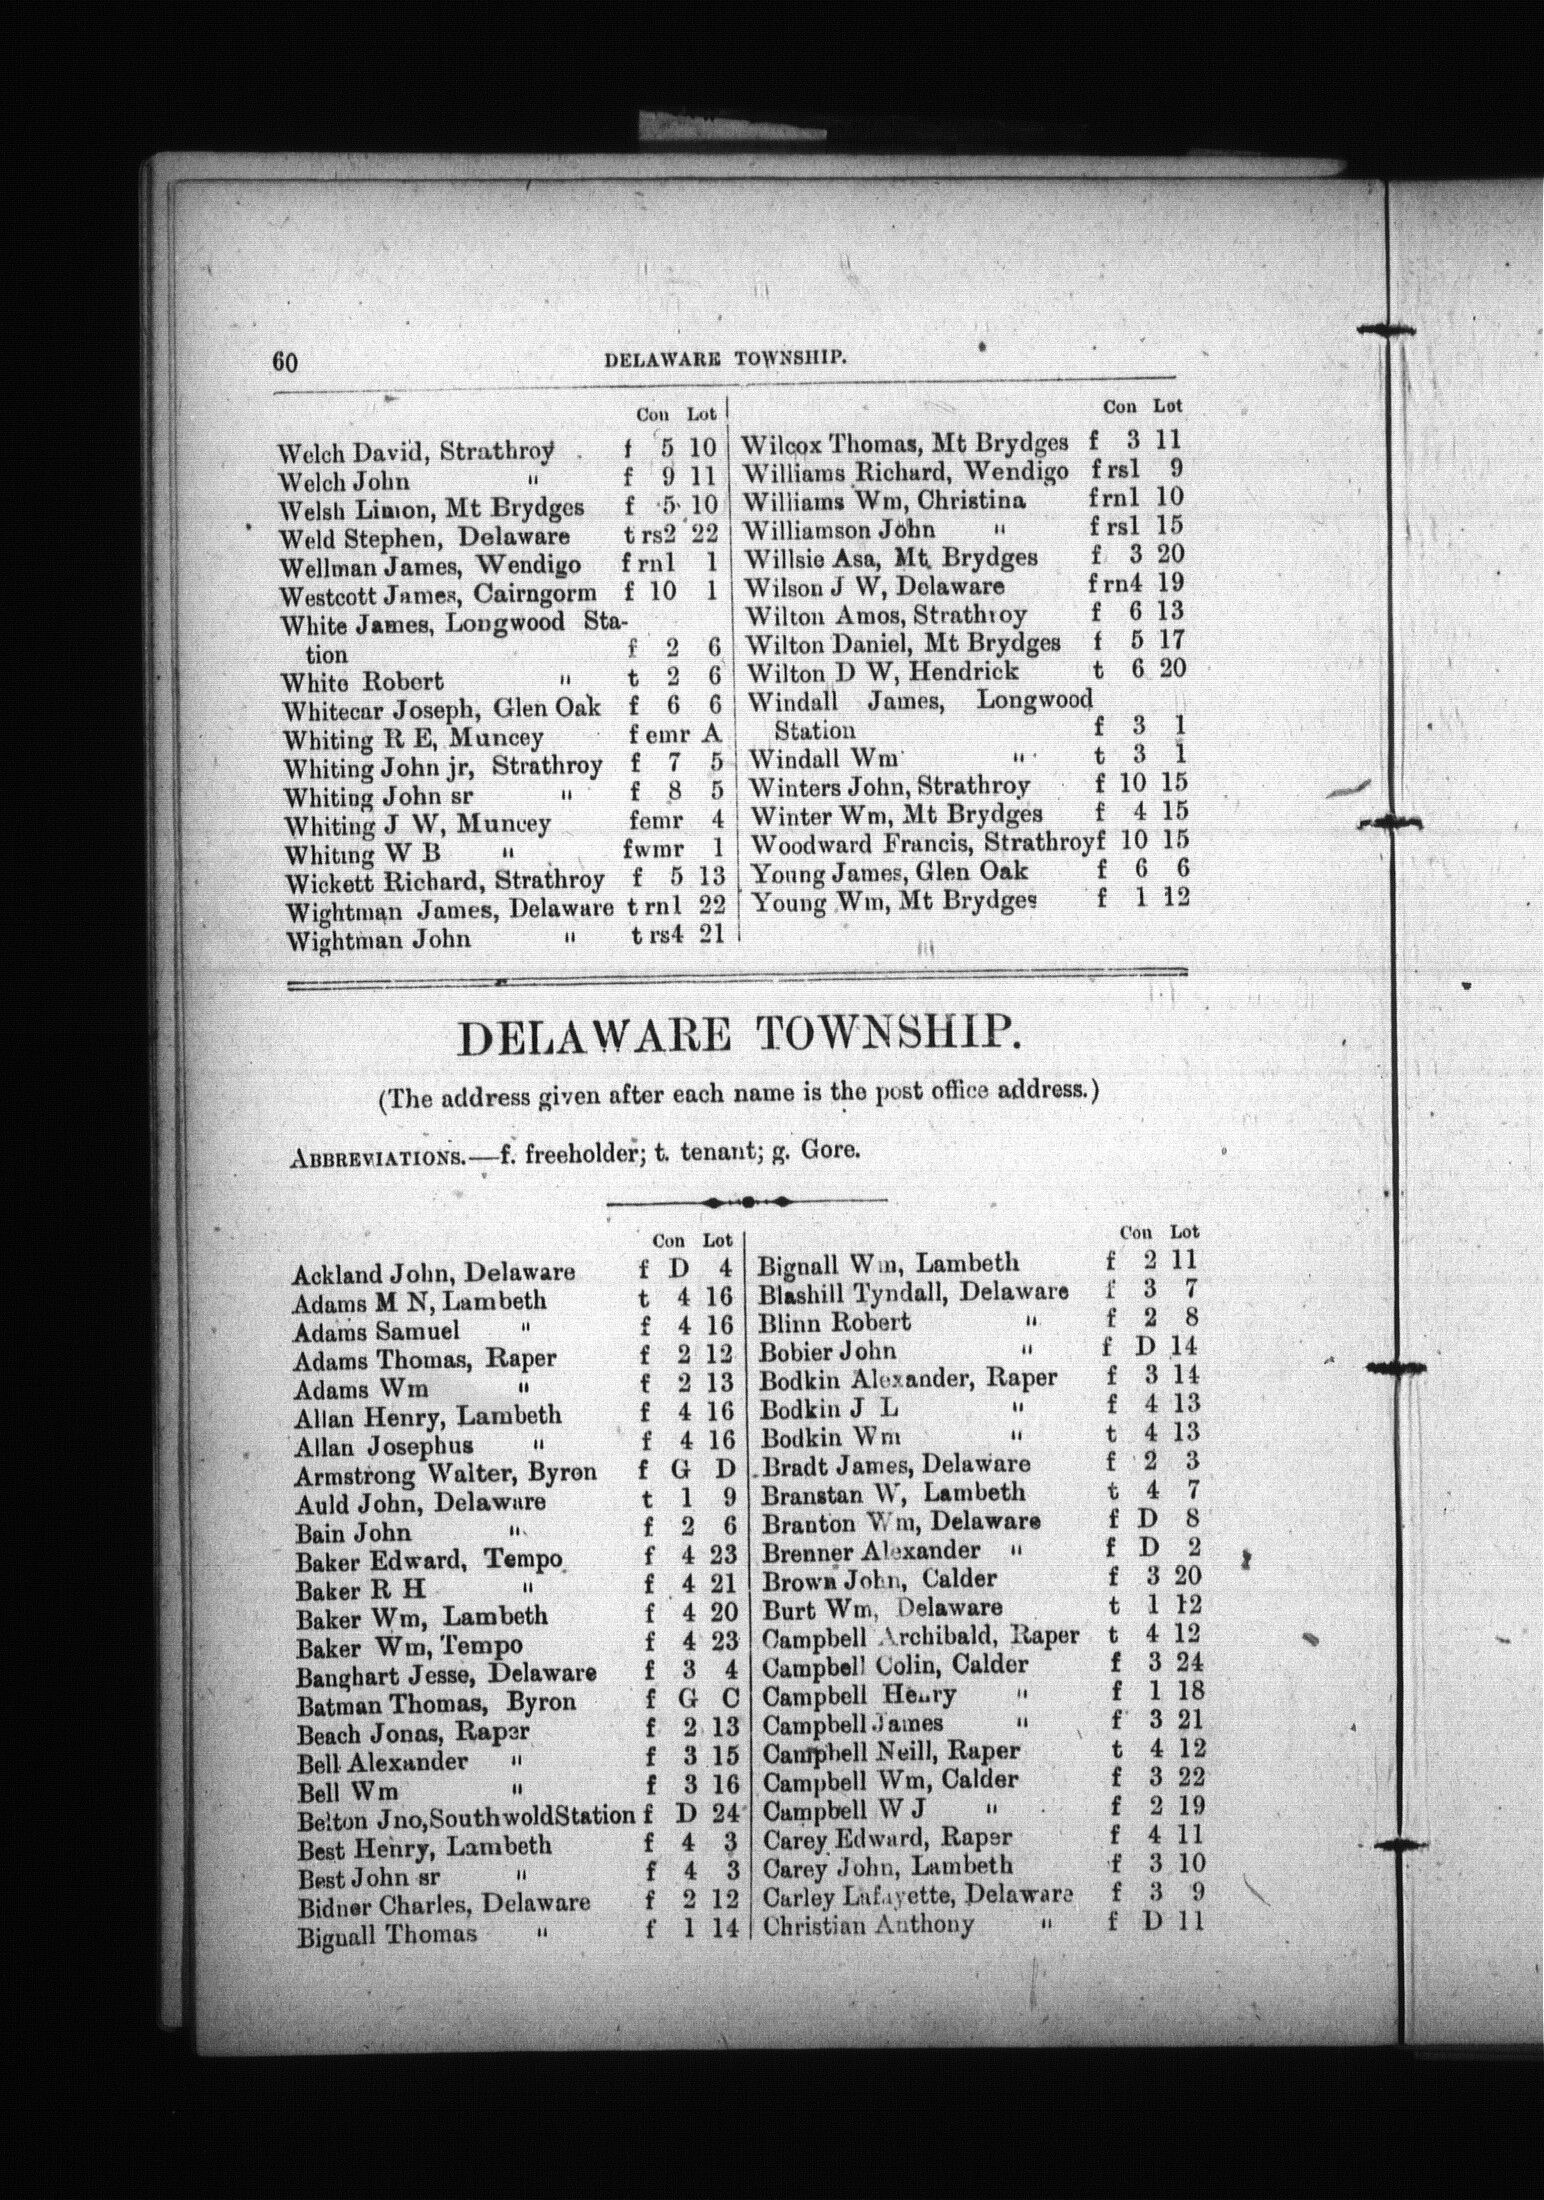 60
DELAWARE TOWNSHIP.
Con Lot
Welch David, Strathroy f 5 10
Welch John " f 9 11
Welsh Limon, Mt Brydges f 5 10
Weld Stephen, Delaware t rs2 22
Wellman James, Wendigo f rn1 1
Westcott James, Cairngorm f 10 1
White James, Longwood Sta-
tion f 2 6
White Robert " t 2 6
Whitecar Joseph, Glen Oak f 6 6
Whiting R E, Muncey f emr A
Whiting John jr, Strathroy f 7 5
Whiting John sr " f 8 5
Whiting J W, Muncey femr 4
Whiting W B " fwmr 1
Wickett Richard, Strathroy f 5 13
Wightman James, Delaware t rn1 22
Wightman John " t rs4 21
Con Lot
Wilcox Thomas, Mt Brydges f 3 11
Williams Richard, Wendigo f rs1 9
Williams Wm, Christina frn1 10
Williamson John " f rs1 15
Willsie Asa, Mt. Brydges f 3 20
Wilson J W, Delaware f rn4 19
Wilton Amos, Strathroy f 6 13
Wilton Daniel, Mt Brydges f 5 17
Wilton D W, Hendrick t 6 20
Windall James, Longwood
Station f 3 1
Windall Wm " t 3 1
Winters John, Strathroy f 10 15
Winter Wm, Mt Brydges f 4 15
Woodward Francis, Strathroyf 10 15
Young James, Glen Oak f 6 6
Young Wm, Mt Brydges f 1 12
DELAWARE TOWNSHIP.
(The address given after each name is the post office address.)
ABBREVIATIONS.—f. freeholder; t. tenant; g. Gore.
Con Lot
Ackland John, Delaware f D 4
Adams M N, Lambeth t 4 16
Adams Samuel " f 4 16
Adams Thomas, Raper f 2 12
Adams Wm " f 2 13
Allan Henry, Lambeth f 4 16
Allan Josephus " f 4 16
Armstrong Walter, Byron f G D
Auld John, Delaware t 1 9
Bain John " f 2 6
Baker Edward, Tempo f 4 23
Baker R H " f 4 21
Baker Wm, Lambeth f 4 20
Baker Wm, Tempo f 4 23
Banghart Jesse, Delaware f 3 4
Batman Thomas, Byron f G C
Beach Jonas, Raper f 2 13
Bell Alexander " f 3 15
Bell Wm " f 3 16
Belton Jno,SouthwoldStation f D 24
Best Henry, Lambeth f 4 3
Best John sr " f 4 3
Bidner Charles, Delaware f 2 12
Bignall Thomas " f 1 14
Con Lot
Bignall Wm, Lambeth f 2 11
Blashill Tyndall, Delaware f 3 7
Blinn Robert " f 2 8
Bobier John " f D 14
Bodkin Alexander, Raper f 3 14
Bodkin J L " f 4 13
Bodkin Wm " t 4 13
Bradt James, Delaware f 2 3
Branstan W, Lambeth t 4 7
Branton Wm, Delaware f D 8
Brenner Alexander " f D 2
Brown John, Calder f 3 20
Burt Wm, Delaware t 1 12
Campbell Archibald, Raper t 4 12
Campbell Colin, Calder f 3 24
Campbell Henry " f 1 18
Campbell James " f 3 21
Campbell Neill, Raper t 4 12
Campbell Wm, Calder f 3 22
Campbell W J " f 2 19
Carey Edward, Raper f 4 11
Carey John, Lambeth f 3 10
Carley Lafayette, Delaware f 3 9
Christian Anthony " f D 11